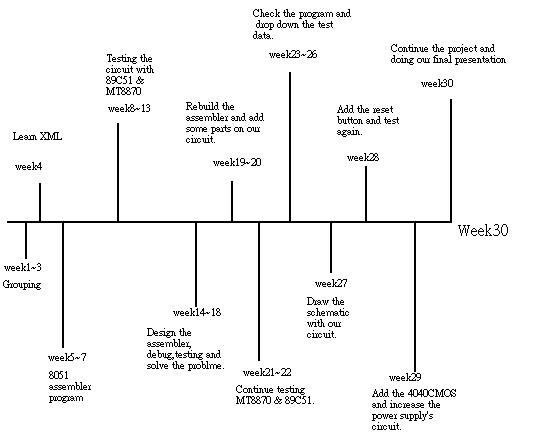 Check the program and
drop down the test
data.
week23~26
Continue the project and
doing our final presentation
week30
Testing the
circuit with
89C51 &
MT8870
week8~13
Rebuild the
assembler and add
some parts on our
circuit.
week19~20
Add the reset
button and test
again.
week28
Learn XML
week4
Week30
week1~3
Grouping
week27
Draw the
schematic
with our
circuit.
week14~18
Design the
assembler,
debug,testing and
solve the problme.
week5~7
8051
assembler
program
week21~22
Continue testing
MT8870 & 89C51.
week29
Add the 4040CMOS
and increase the
power supply's
circuit.